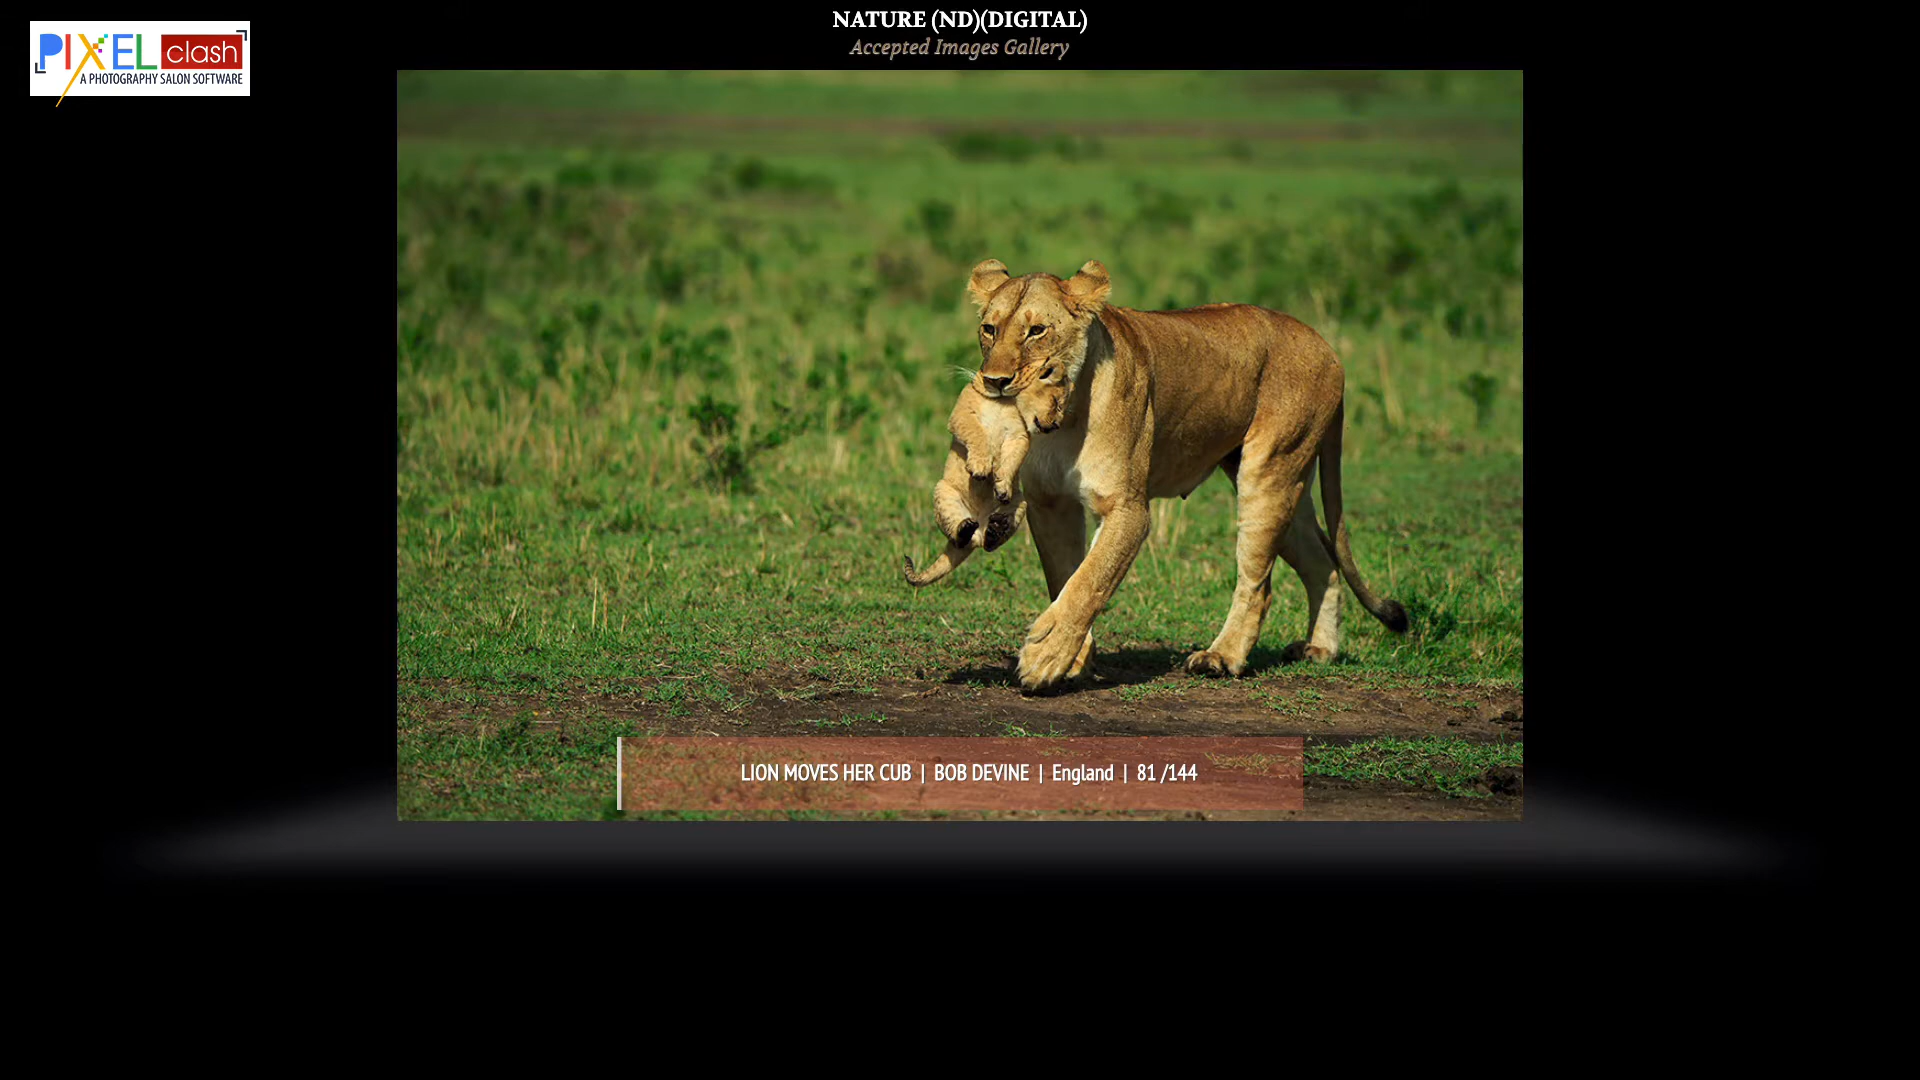 NATURE (ND)(DIGITAL)
Accepted Images Gallery
PIXEL clash
A PHOTOGRAPHY SALON SOFTWARE
LION MOVES HER CUB | BOB DEVINE | England | 81 /144